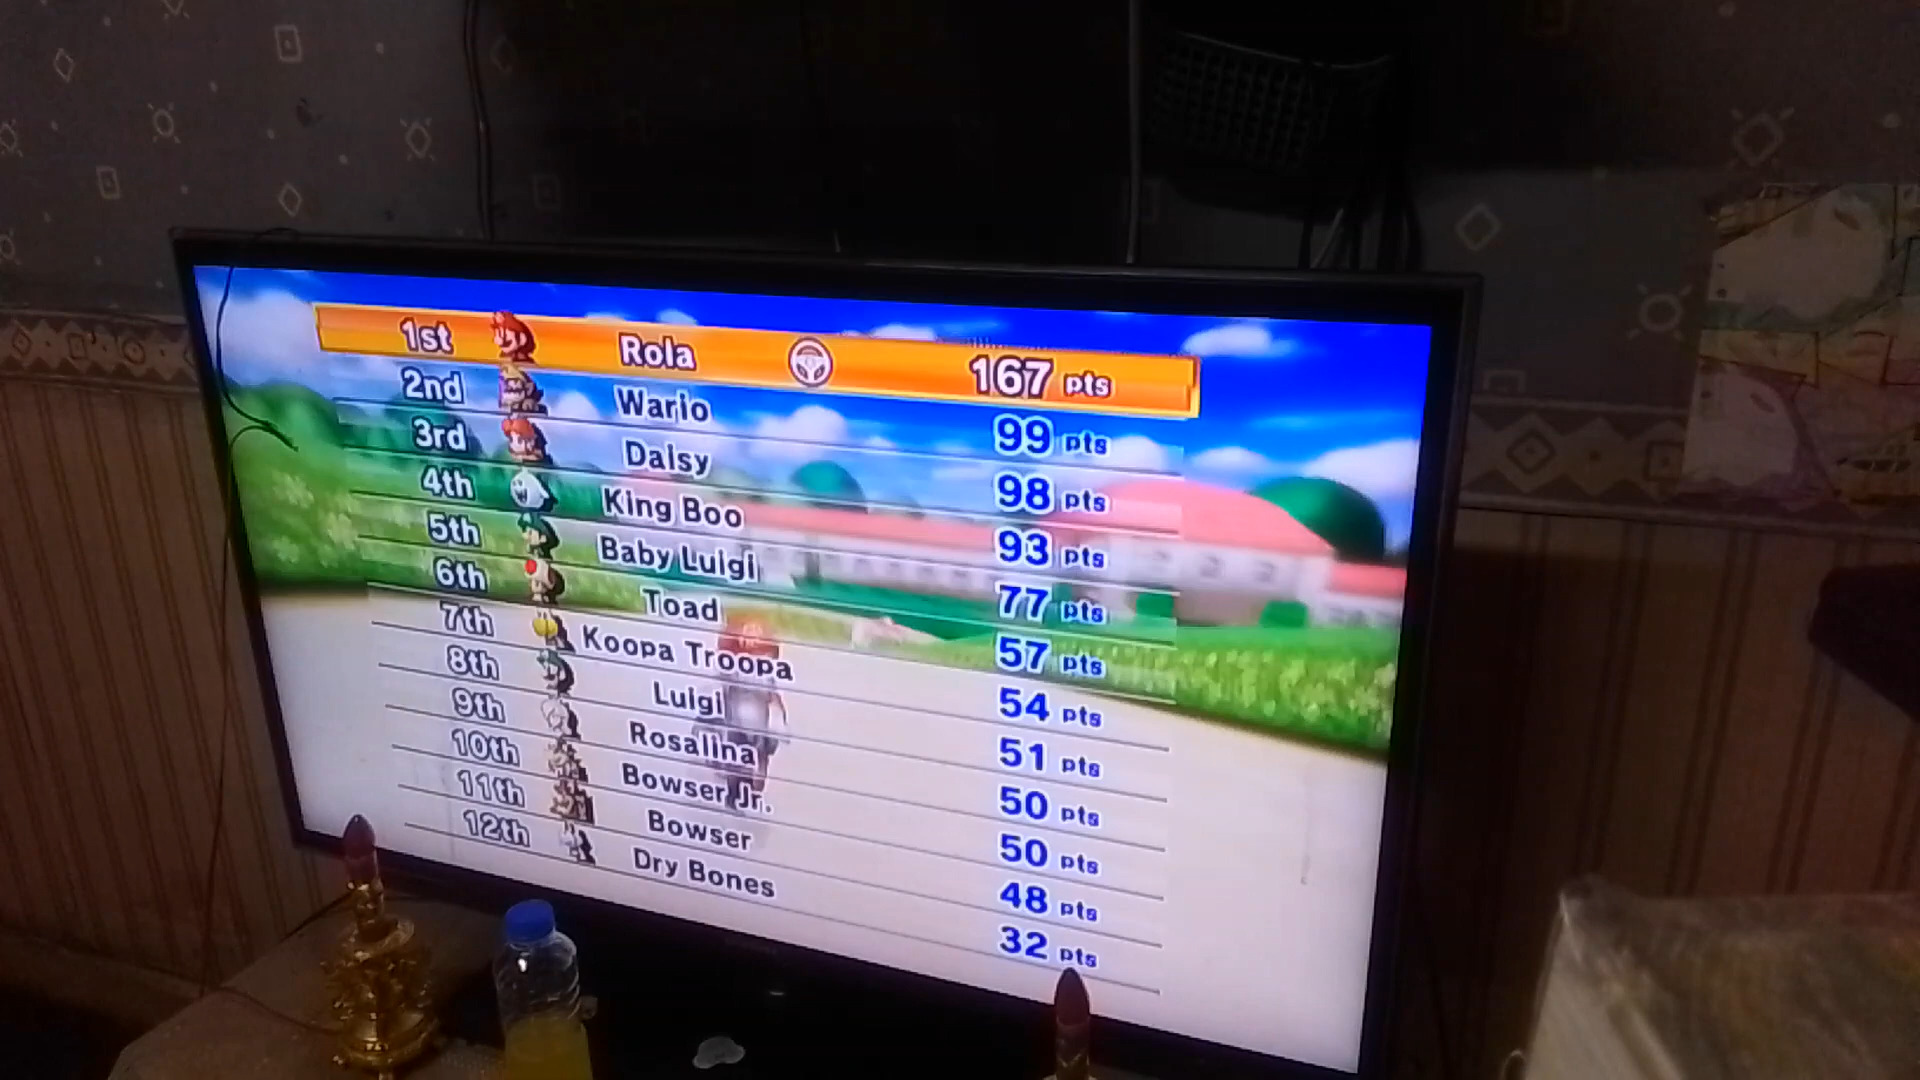 1st Rola 167 pts
2nd Wario 99 pts
3rd Daisy 98 pts
4th King Boo 93 pts
5th Baby Luigi 77 pts
6th Toad 57 pts
7th Koopa Troopa 54 pts
8th Luigi 51 pts
9th Rosalina 50 pts
10th Bowser Jr. 50 pts
11th Bowser 48 pts
12th Dry Bones 32 pts